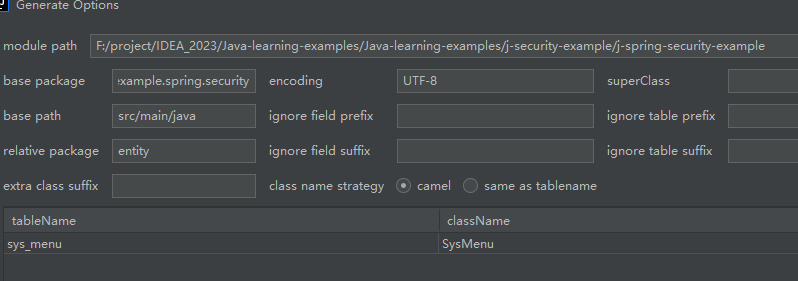 Generate Options
module path F:/project/IDEA_2023/Java-learning-examples/Java-learning-examples/j-security-example/j-spring-security-example
base package example.spring.security encoding UTF-8 superClass
base path src/main/java ignore field prefix ignore table prefix
relative package entity ignore field suffix ignore table suffix
extra class suffix class name strategy camel same as tablename
tableName className
sys_menu SysMenu